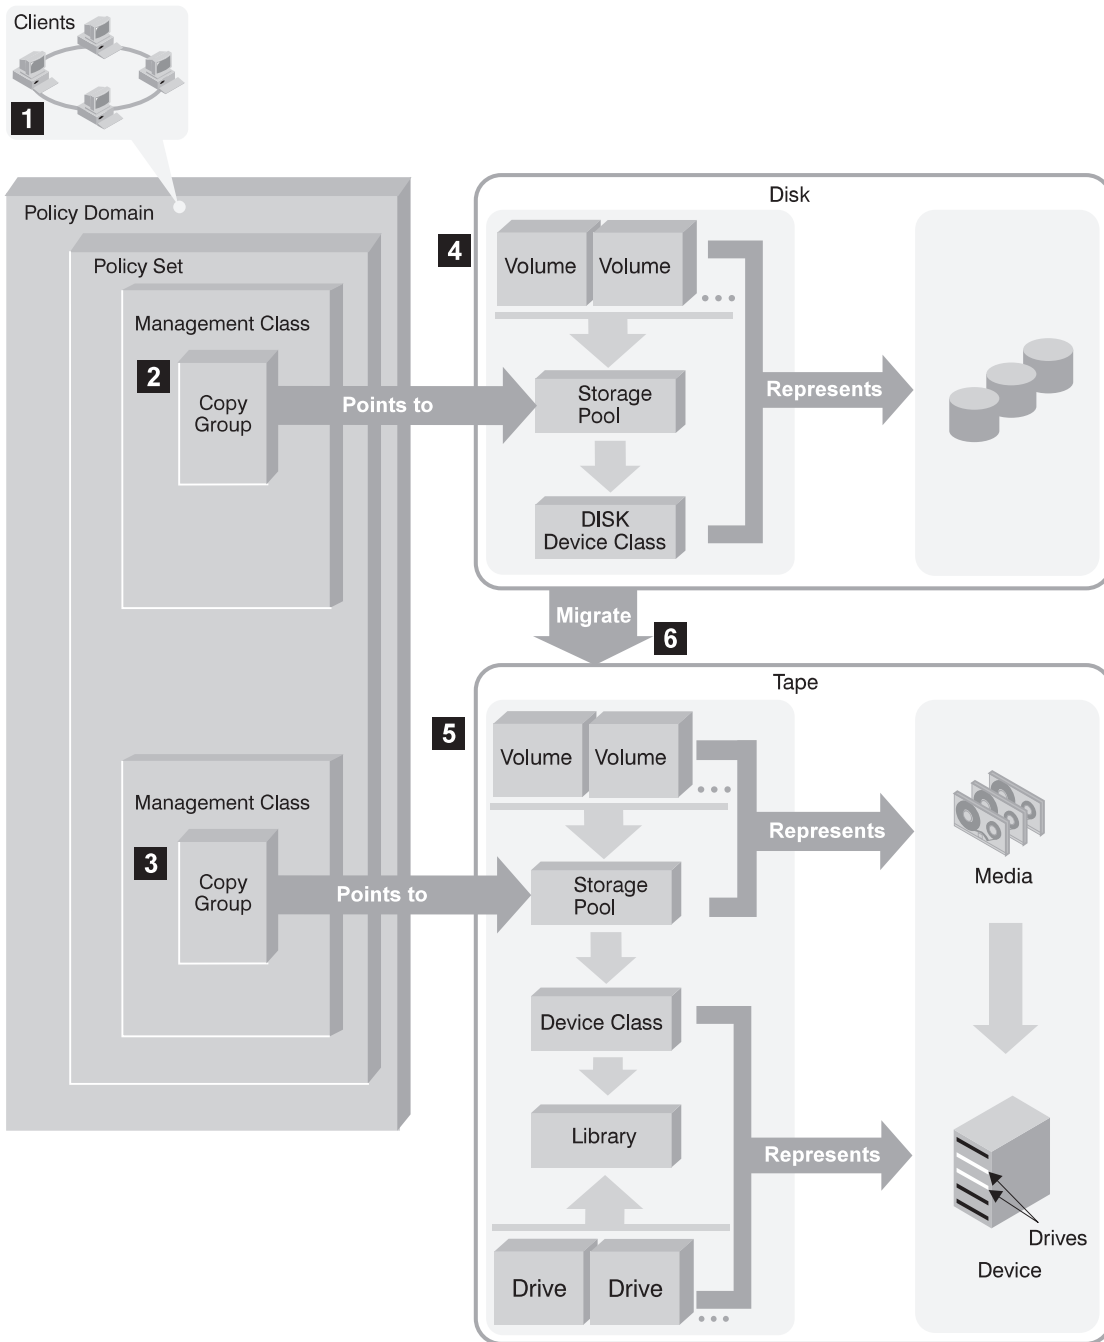 Clients
1
Policy Domain
Policy Set
Management Class
2
Copy
Group
Points to
Disk
4
Volume
Volume
Storage
Pool
DISK
Device Class
Represents
Migrate
6
Tape
5
Volume
Volume
Management Class
3
Copy
Group
Points to
Storage
Pool
Represents
Media
Device Class
Library
Represents
Drive
Drive
Drives
Device